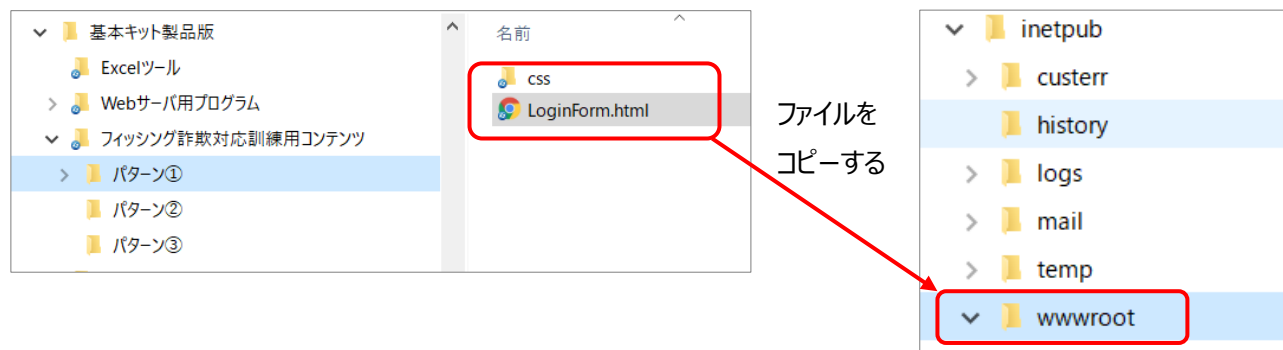 基本キット製品版
Excelツール
Webサーバ用プログラム
フィッシング詐欺対応訓練用コンテンツ
パターン①
パターン②
パターン③
名前
css
LoginForm.html
ファイルを
コピーする
inetpub
custerr
history
logs
mail
temp
wwwroot